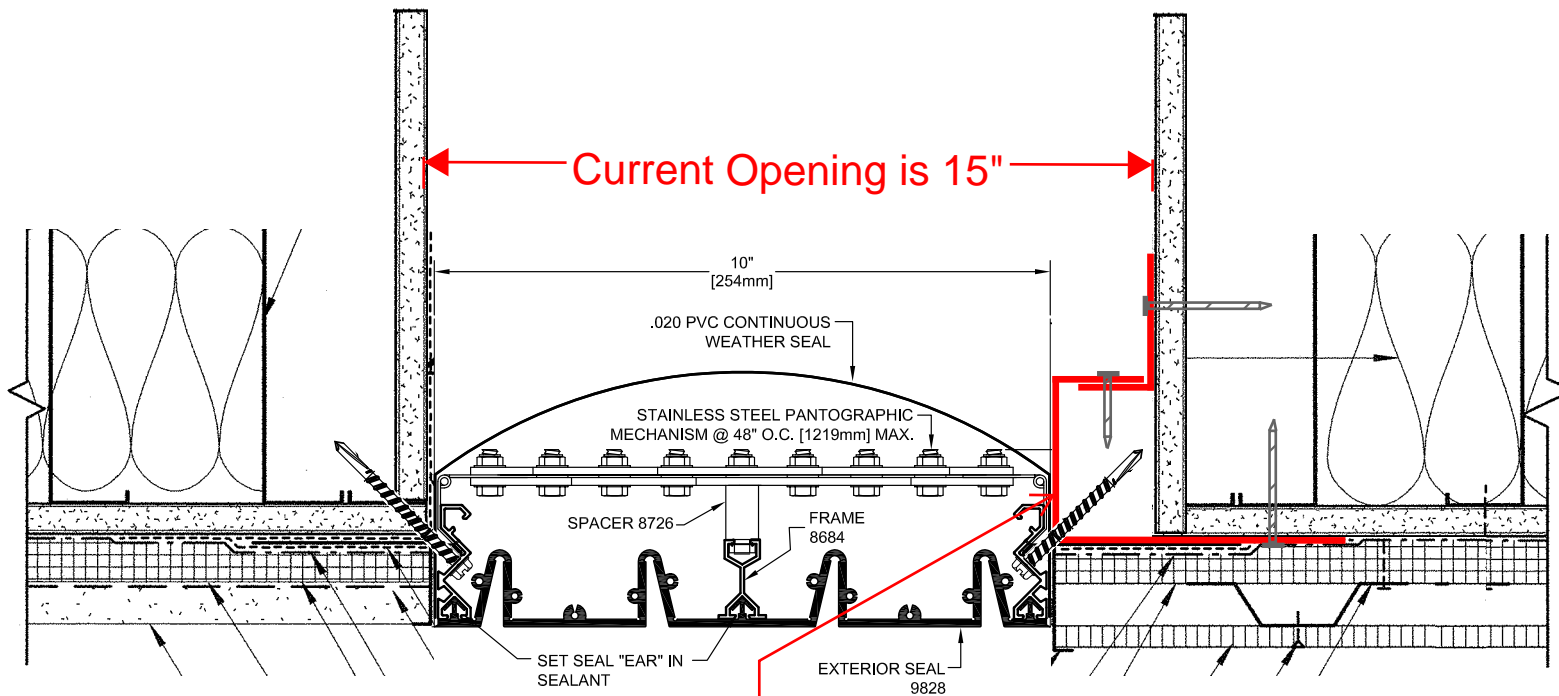 Current Opening is 15"
10"
[254mm]
.020 PVC CONTINUOUS
WEATHER SEAL
STAINLESS STEEL PANTOGRAPHIC
MECHANISM @ 48" O.C. [1219mm] MAX.
SPACER 8726
FRAME
8684
SET SEAL "EAR" IN
SEALANT
EXTERIOR SEAL
9828